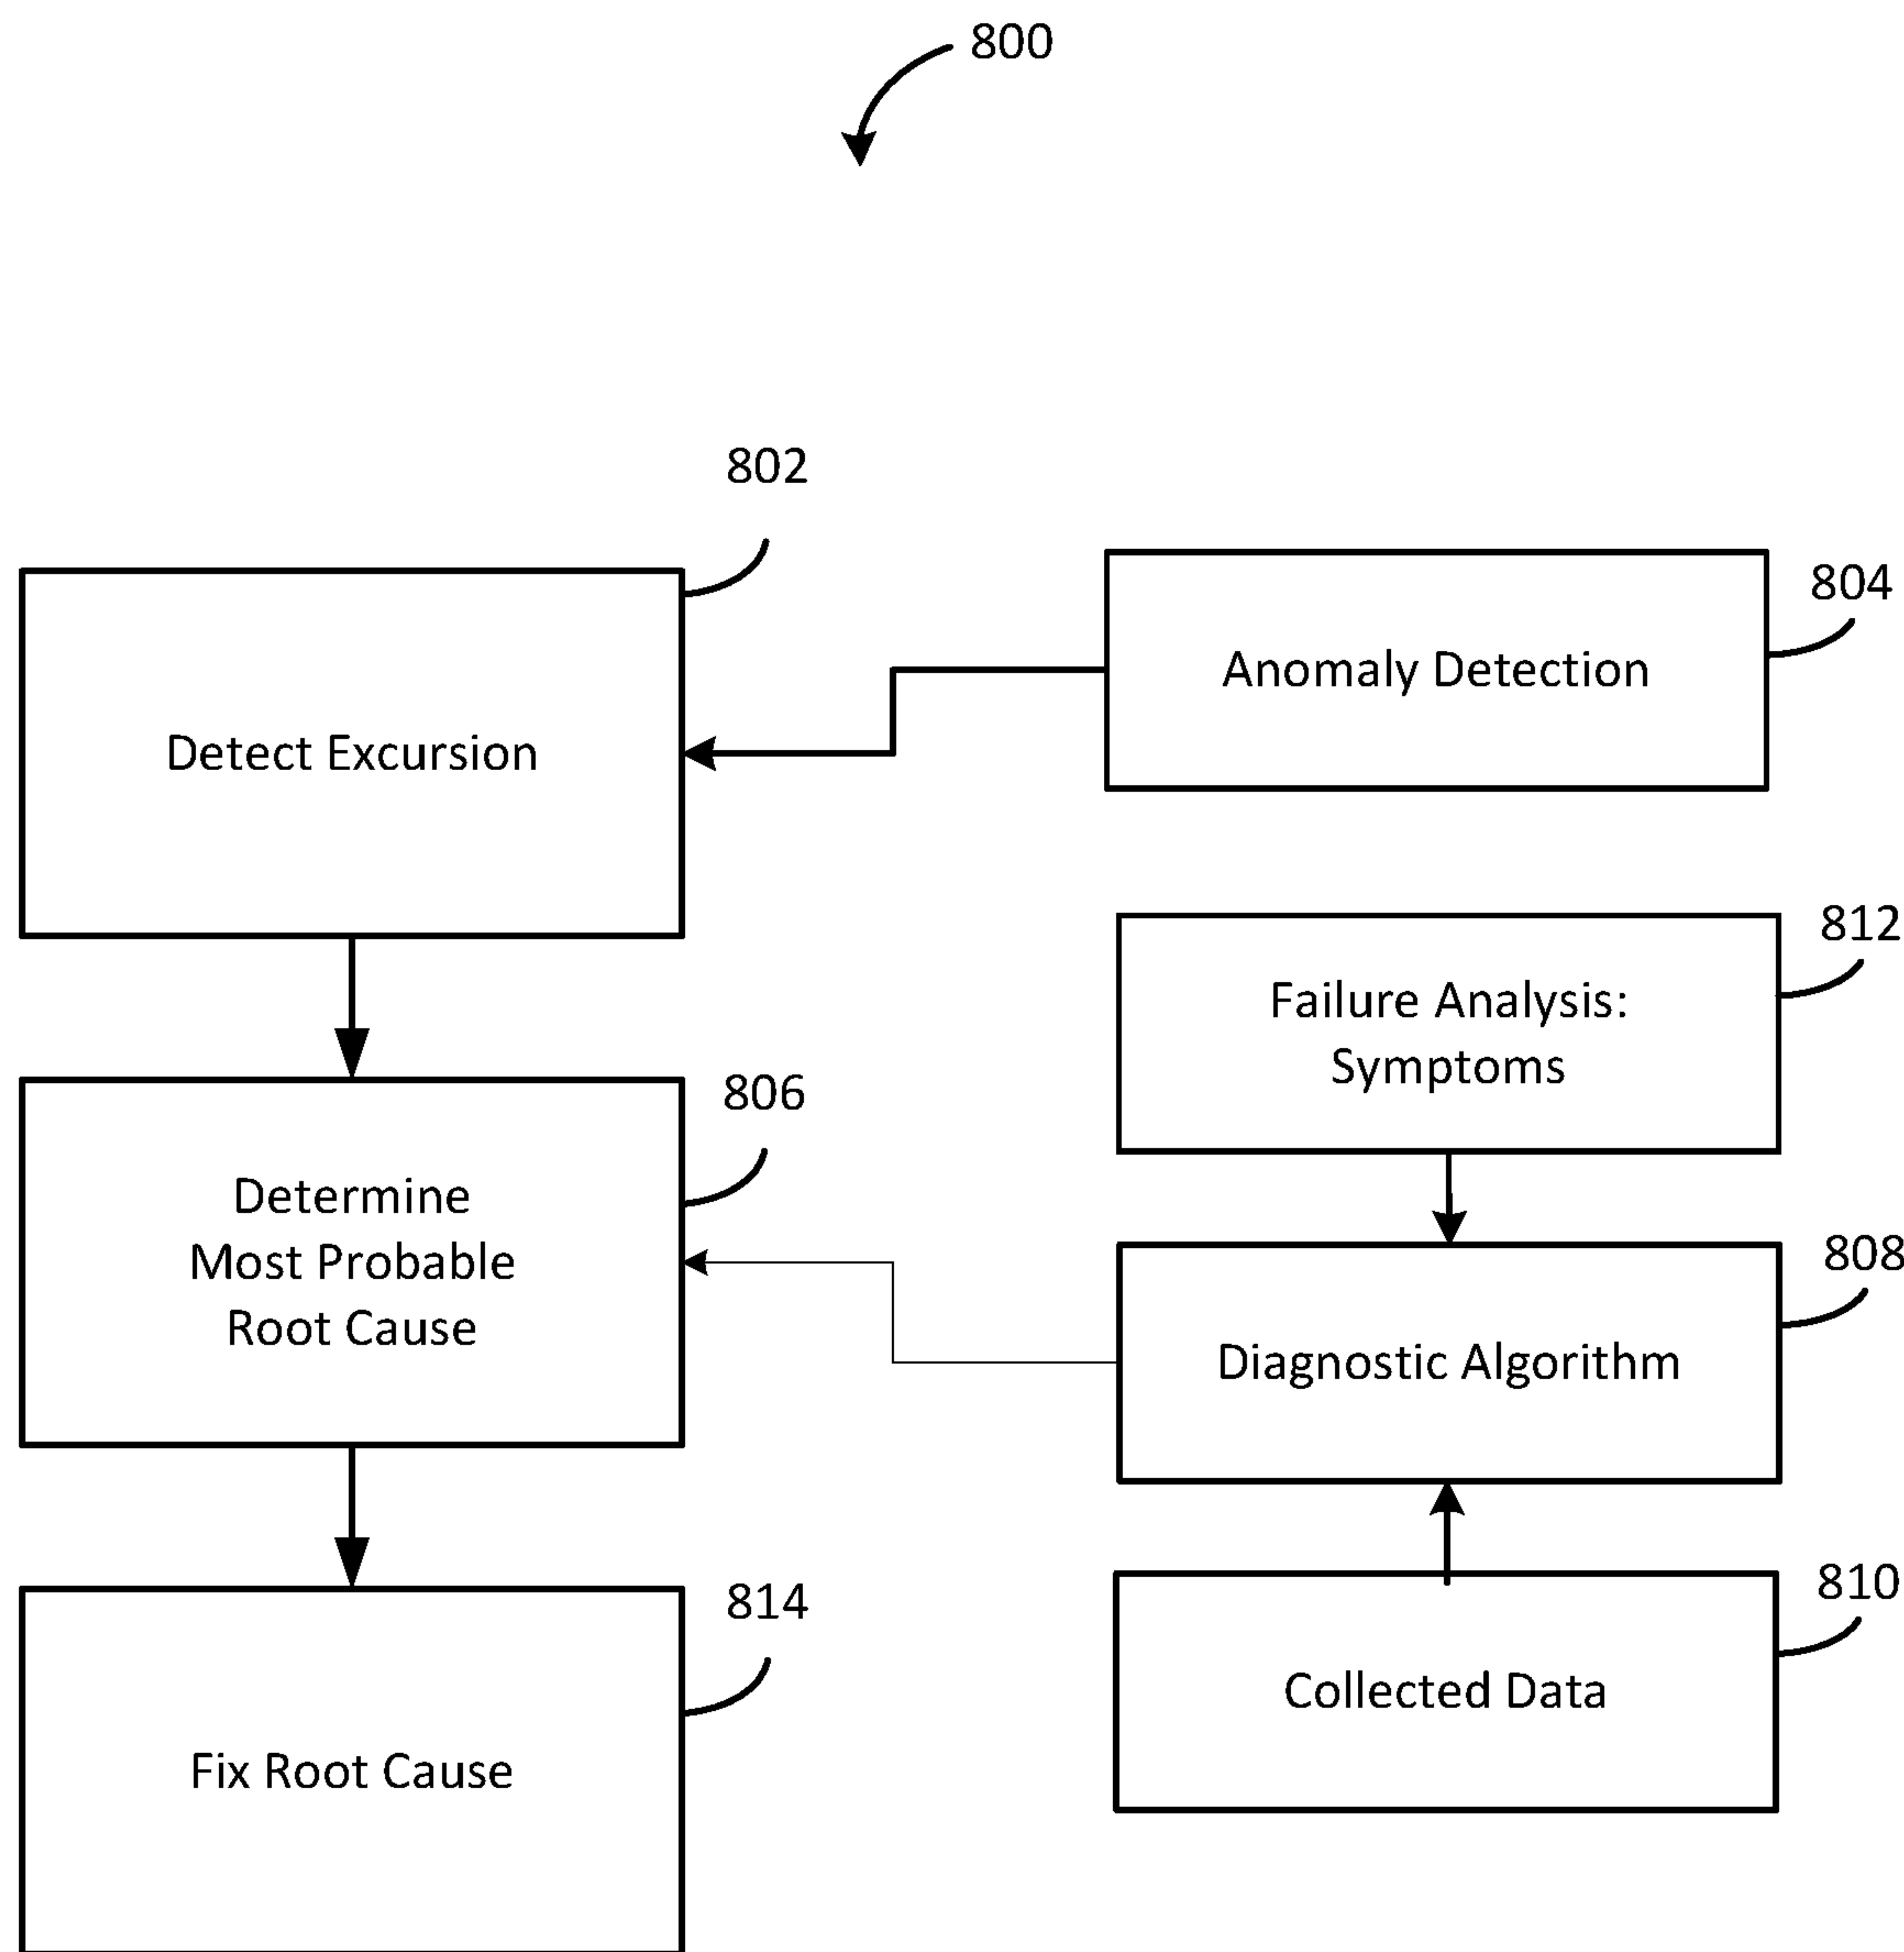 800
802
Detect Excursion
804
Anomaly Detection
812
Failure Analysis:
Symptoms
806
Determine
Most Probable
Root Cause
808
Diagnostic Algorithm
814
Fix Root Cause
810
Collected Data